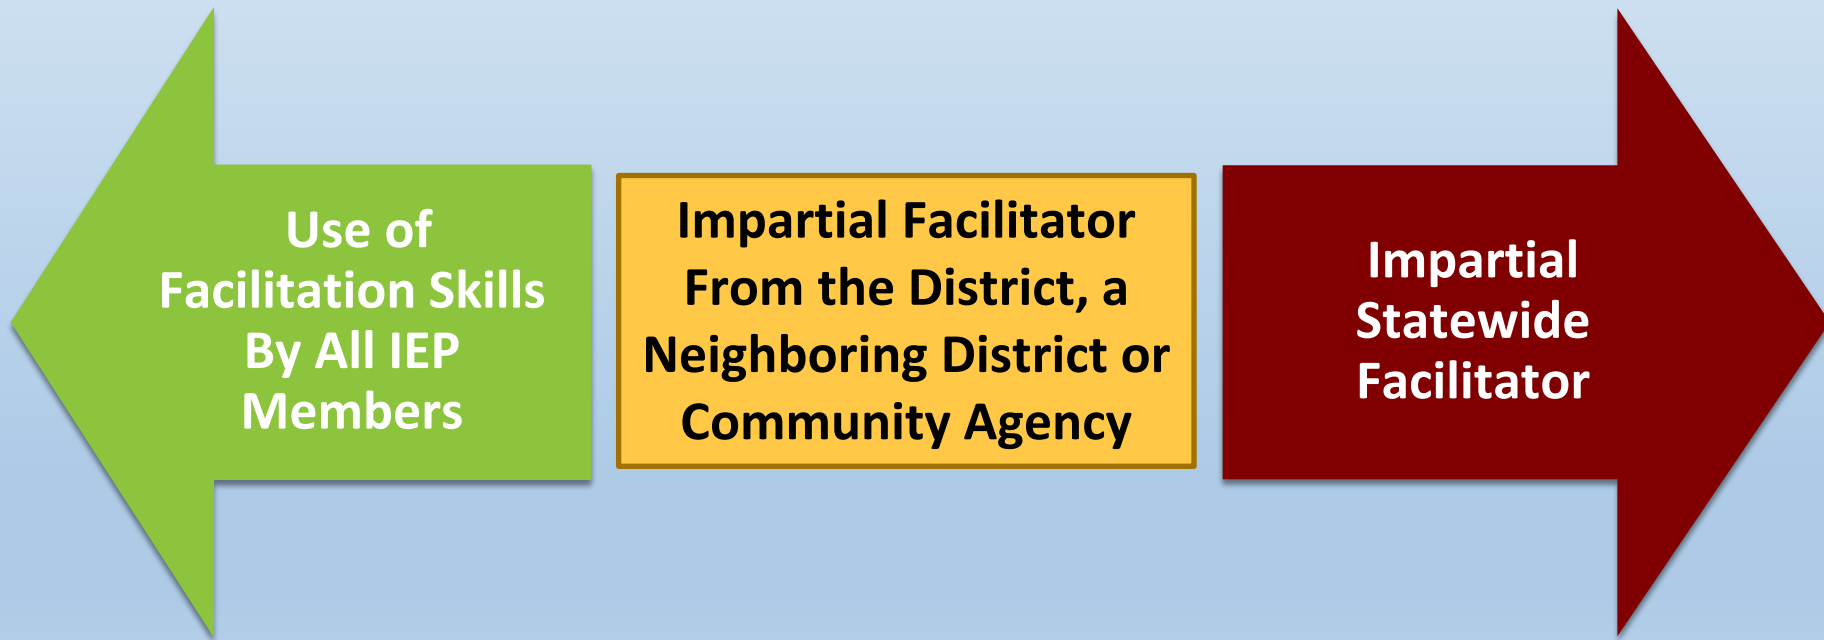 Use of
Facilitation Skills
By All IEP
Members
Impartial Facilitator
From the District, a
Neighboring District or
Community Agency
Impartial
Statewide
Facilitator